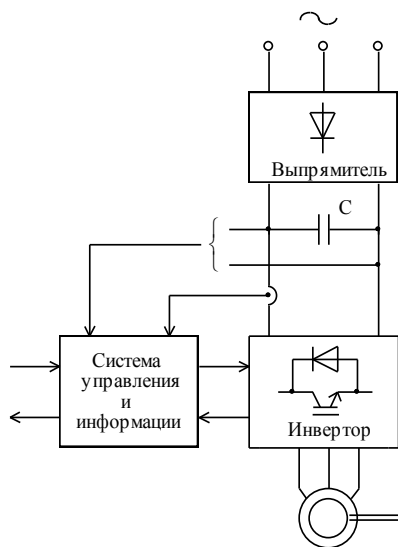 Выпрямитель
С
Система
управления
и
информации
Инвертор